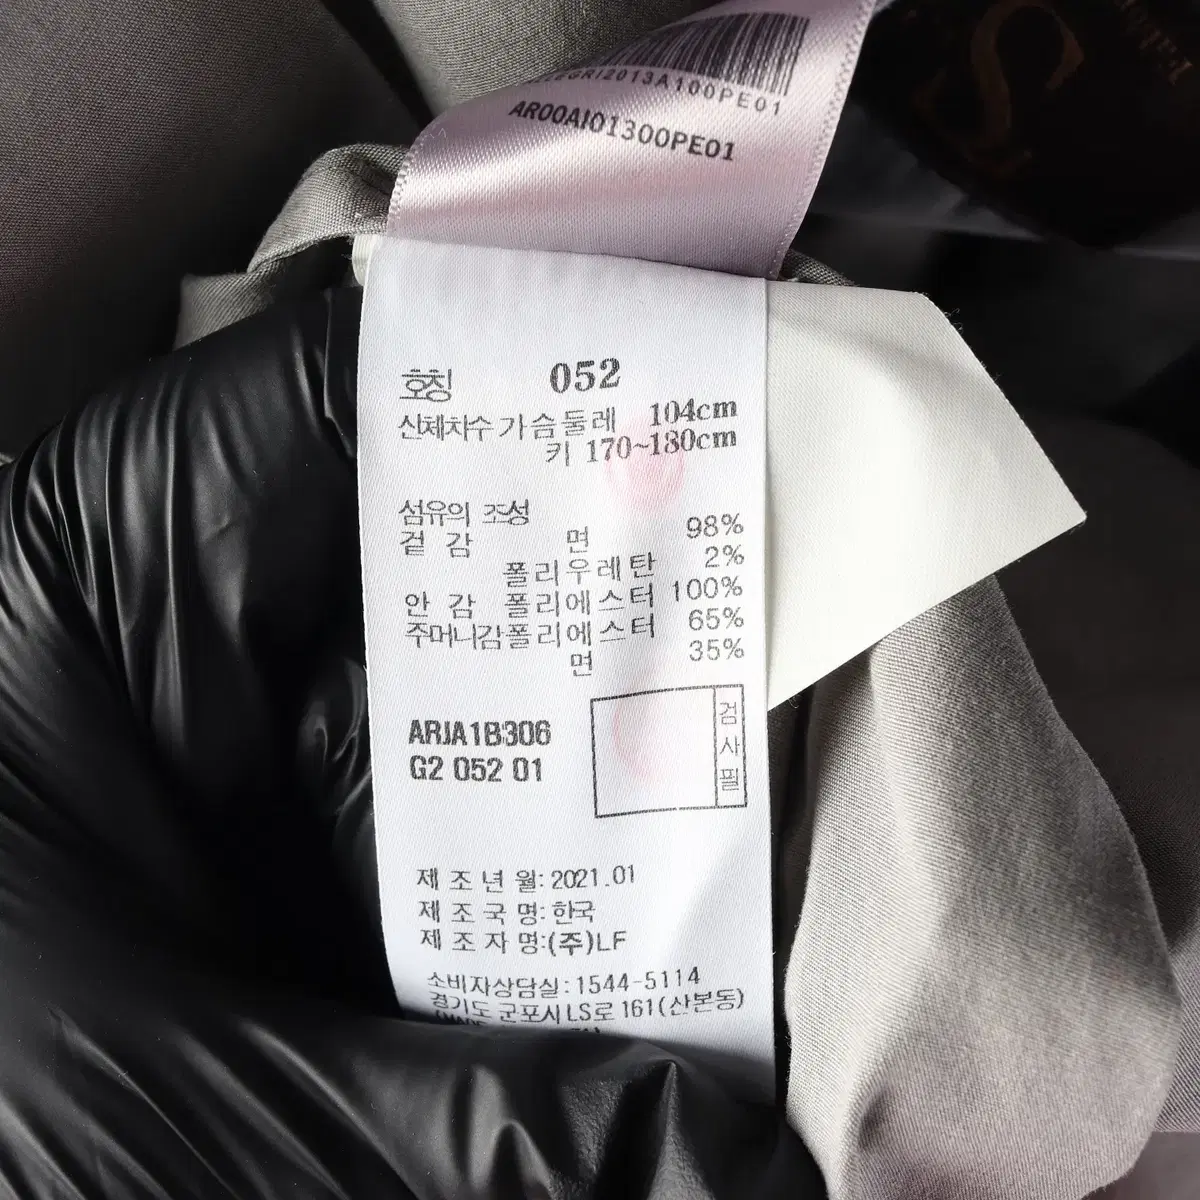 AR00AI01300PE01
호칭 052
신체치수 가슴둘레 104cm
키 170~180cm
섬유의 조성
겉감 면 98%
폴리우레탄 2%
안감 폴리에스터 100%
주머니감 폴리에스터 65%
면 35%
ARJA1B306
G2 052 01
검사필
제조년월: 2021.01
제조국명: 한국
제조자명: (주)LF
소비자상담실: 1544-5114
경기도 군포시 LS로 161(산본동)